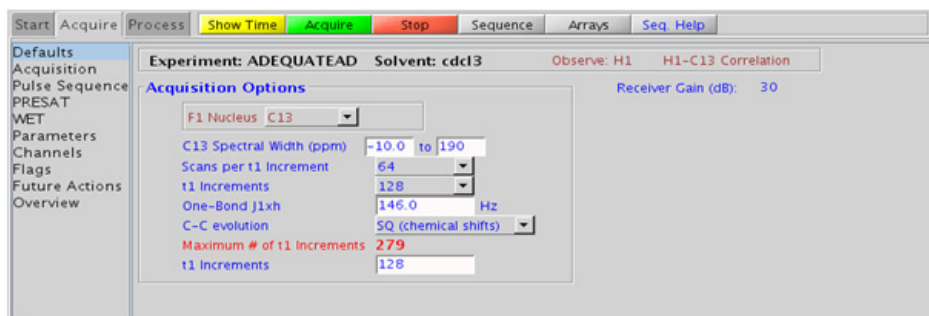 Start Acquire Process Show Time Acquire Stop Sequence Arrays Seq. Help
Defaults
Acquisition
Pulse Sequence
PRESAT
WET
Parameters
Channels
Flags
Future Actions
Overview
Experiment: ADEQUATEAD Solvent: cdcl3 Observe: H1 H1-C13 Correlation
Acquisition Options Receiver Gain (dB): 30
F1 Nucleus C13
C13 Spectral Width (ppm) -10.0 to 190
Scans per t1 Increment 64
t1 Increments 128
One-Bond J1xh 146.0 Hz
C-C evolution SQ (chemical shifts)
Maximum # of t1 Increments 279
t1 Increments 128